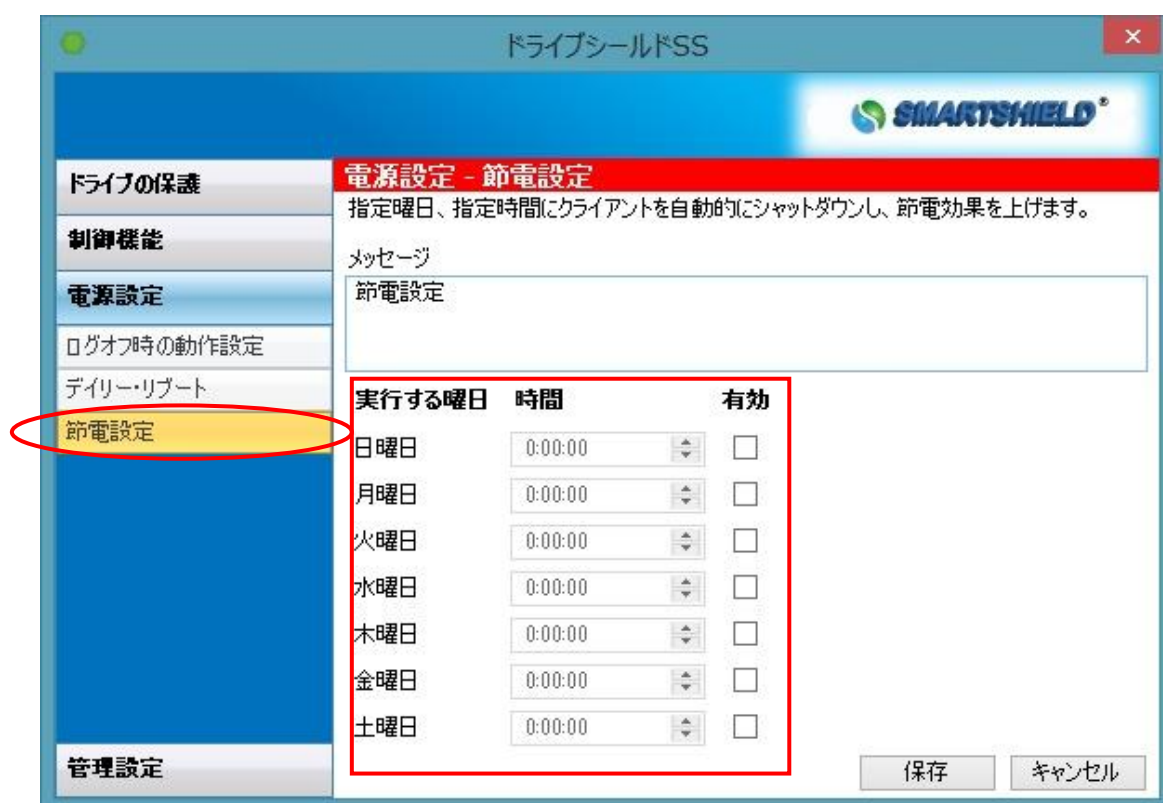 ドライブシールドSS
SMARTSHIELD®
ドライブの保護
制御機能
電源設定
ログオフ時の動作設定
デイリー・リブート
節電設定
管理設定
電源設定 - 節電設定
指定曜日、指定時間にクライアントを自動的にシャットダウンし、節電効果を上げます。
メッセージ
節電設定
実行する曜日 時間 有効
日曜日 0:00:00
月曜日 0:00:00
火曜日 0:00:00
水曜日 0:00:00
木曜日 0:00:00
金曜日 0:00:00
土曜日 0:00:00
保存 キャンセル